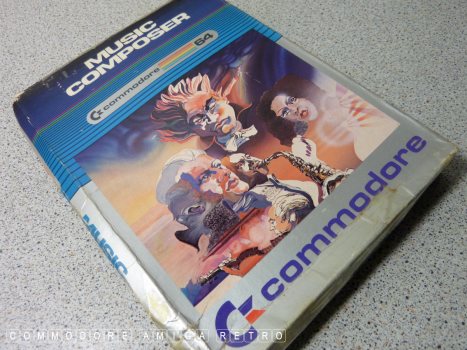 MUSIC
COMPOSER
commodore 64
commodore
MUSIC
COMMODORE AMIGA RETRO